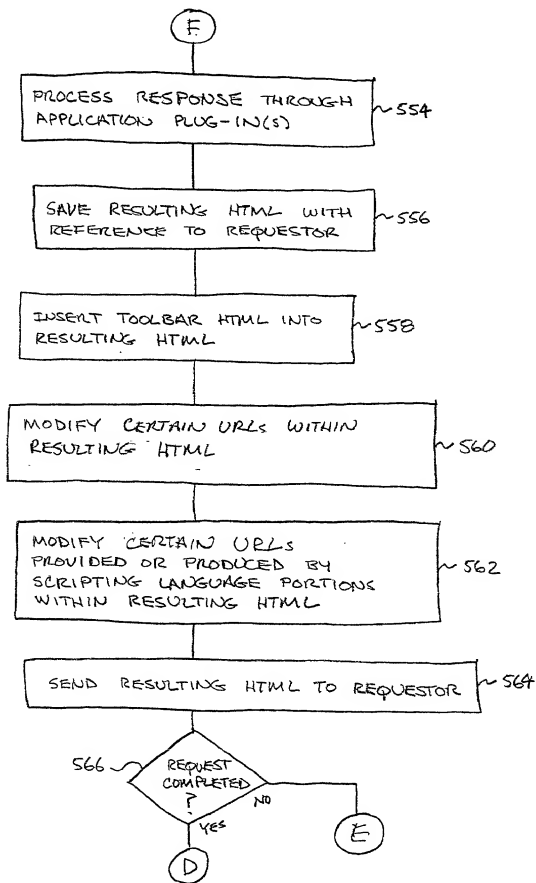 F
PROCESS RESPONSE THROUGH
APPLICATION PLUG-IN(S)
554
SAVE RESULTING HTML WITH
REFERENCE TO REQUESTOR
556
INSERT TOOLBAR HTML INTO
RESULTING HTML
558
MODIFY CERTAIN URLs WITHIN
RESULTING HTML
560
MODIFY CERTAIN URLs
PROVIDED OR PRODUCED BY
SCRIPTING LANGUAGE PORTIONS
WITHIN RESULTING HTML
562
SEND RESULTING HTML TO REQUESTOR
564
566
REQUEST
COMPLETED
?
NO
YES
E
D